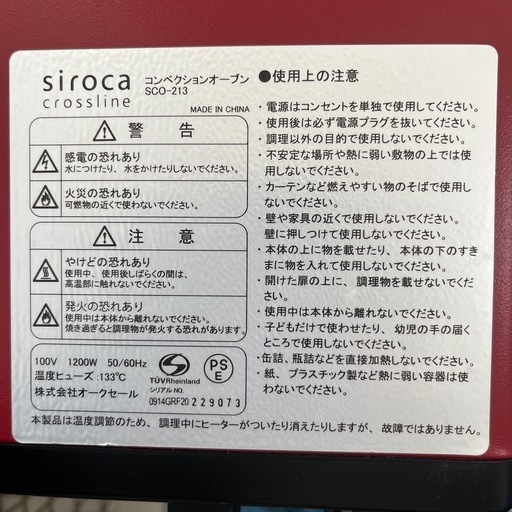 siroca
crossline
コンベクションオーブン
SCO-213
MADE IN CHINA
警 告
感電の恐れあり
水につけたり、水をかけたりしないでください。
火災の恐れあり
可燃物の近くで使わないでください。
注 意
やけどの恐れあり
使用中、使用後しばらくの間は、
高温部に触れないでください。
発火の恐れあり
使用中は本体から離れないでください。
焼き過ぎると調理物が発火する恐れがあります。
100V 1200W 50/60Hz
温度ヒューズ:133℃
株式会社オークセール
TÜVRheinland
シリアルNO.
0914GRF20 229073
PS
E
●使用上の注意
・電源はコンセントを単独で使用してください。
・使用後は必ず電源プラグを抜いてください。
・調理以外の目的で使用しないでください。
・不安定な場所や熱に弱い敷物の上では使用
しないでください。
・カーテンなど燃えやすい物のそばで使用し
ないでください。
・壁や家具の近くで使用しないでください。
壁に押しつけて使用しないでください。
・本体の上に物を載せたり、本体の下のすき
まに物を入れて使用しないでください。
・開けた扉の上に、調理物を載せないでくだ
さい。
・使用中は本体から離れないでください。
・子どもだけで使わせたり、幼児の手の届く
ところで使用しないでください。
・缶詰、瓶詰などを直接加熱しないでください。
・紙、プラスチック製など熱に弱い容器は使
わないでください。
本製品は温度調節のため、調理中にヒーターがついたり消えたりしますが、故障ではありません。